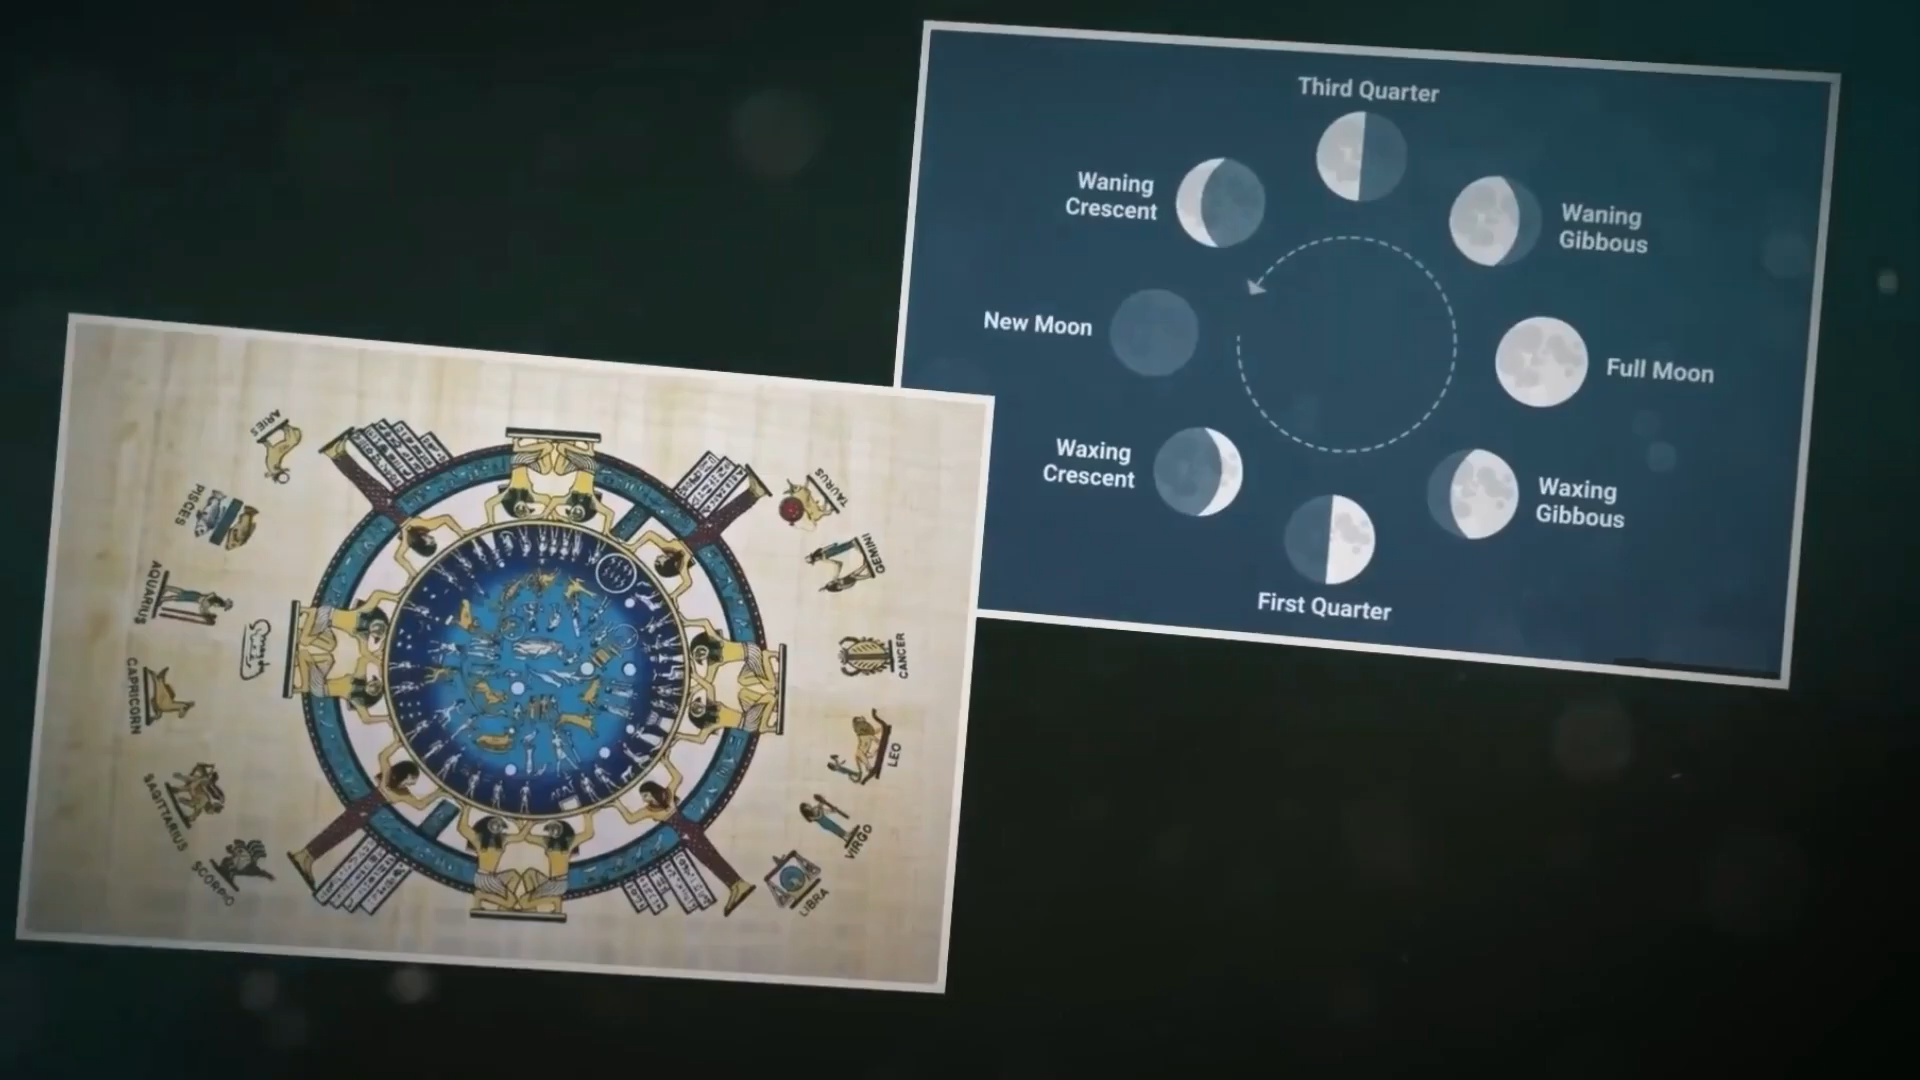 Third Quarter
Waning
Crescent
Waning
Gibbous
New Moon
Full Moon
Waxing
Crescent
Waxing
Gibbous
First Quarter
ARIES
TAURUS
PISCES
GEMINI
AQUARIUS
CANCER
CAPRICORN
LEO
SAGITTARIUS
VIRGO
SCORPIO
LIBRA